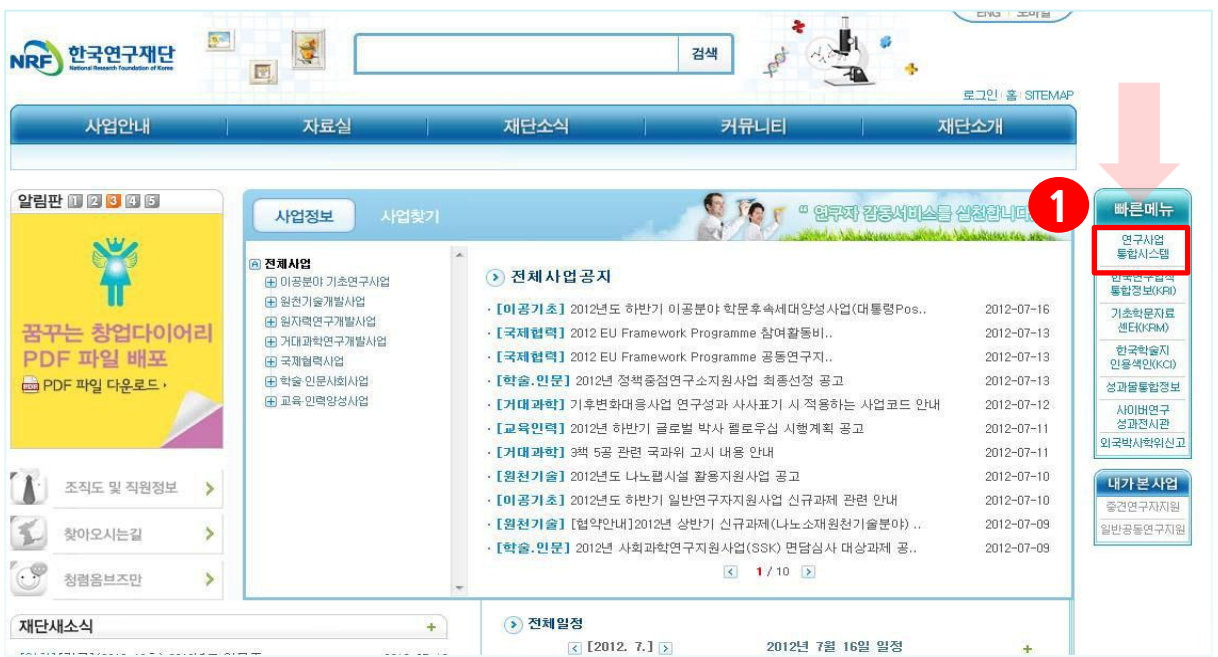 ENG 모바일
NRF 한국연구재단
National Research Foundation of Korea
검색
로그인 홈 SITEMAP
사업안내 자료실 재단소식 커뮤니티 재단소개
알림판 1 2 3 4 5
꿈꾸는 창업다이어리
PDF 파일 배포
PDF 파일 다운로드
조직도 및 직원정보
찾아오시는길
청렴옴브즈만
사업정보 사업찾기
“ 연구자 감동서비스를 실천합니다
전체사업
이공분야 기초연구사업
원천기술개발사업
원자력연구개발사업
거대과학연구개발사업
국제협력사업
학술·인문사회사업
교육·인력양성사업
전체사업공지
· [이공기초] 2012년도 하반기 이공분야 학문후속세대양성사업(대통령Pos.. 2012-07-16
· [국제협력] 2012 EU Framework Programme 참여활동비.. 2012-07-13
· [국제협력] 2012 EU Framework Programme 공동연구지.. 2012-07-13
· [학술.인문] 2012년 정책중점연구소지원사업 최종선정 공고 2012-07-13
· [거대과학] 기후변화대응사업 연구성과 사사표기 시 적용하는 사업코드 안내 2012-07-12
· [교육인력] 2012년 하반기 글로벌 박사 펠로우십 시행계획 공고 2012-07-11
· [거대과학] 3책 5공 관련 국과위 고시 내용 안내 2012-07-11
· [원천기술] 2012년도 나노팹시설 활용지원사업 공고 2012-07-10
· [이공기초] 2012년도 하반기 일반연구자지원사업 신규과제 관련 안내 2012-07-10
· [원천기술] [협약안내]2012년 상반기 신규과제(나노소재원천기술분야) .. 2012-07-09
· [학술.인문] 2012년 사회과학연구지원사업(SSK) 면담심사 대상과제 공.. 2012-07-09
1 / 10
1
빠른메뉴
연구사업
통합시스템
한국연구업적
통합정보(KRI)
기초학문자료
센터(KRM)
한국학술지
인용색인(KCI)
성과물통합정보
사이버연구
성과전시관
외국박사학위신고
내가 본 사업
중견연구자지원
일반공동연구지원
재단새소식 +
전체일정
[2012. 7.] 2012년 7월 16일 일정 +